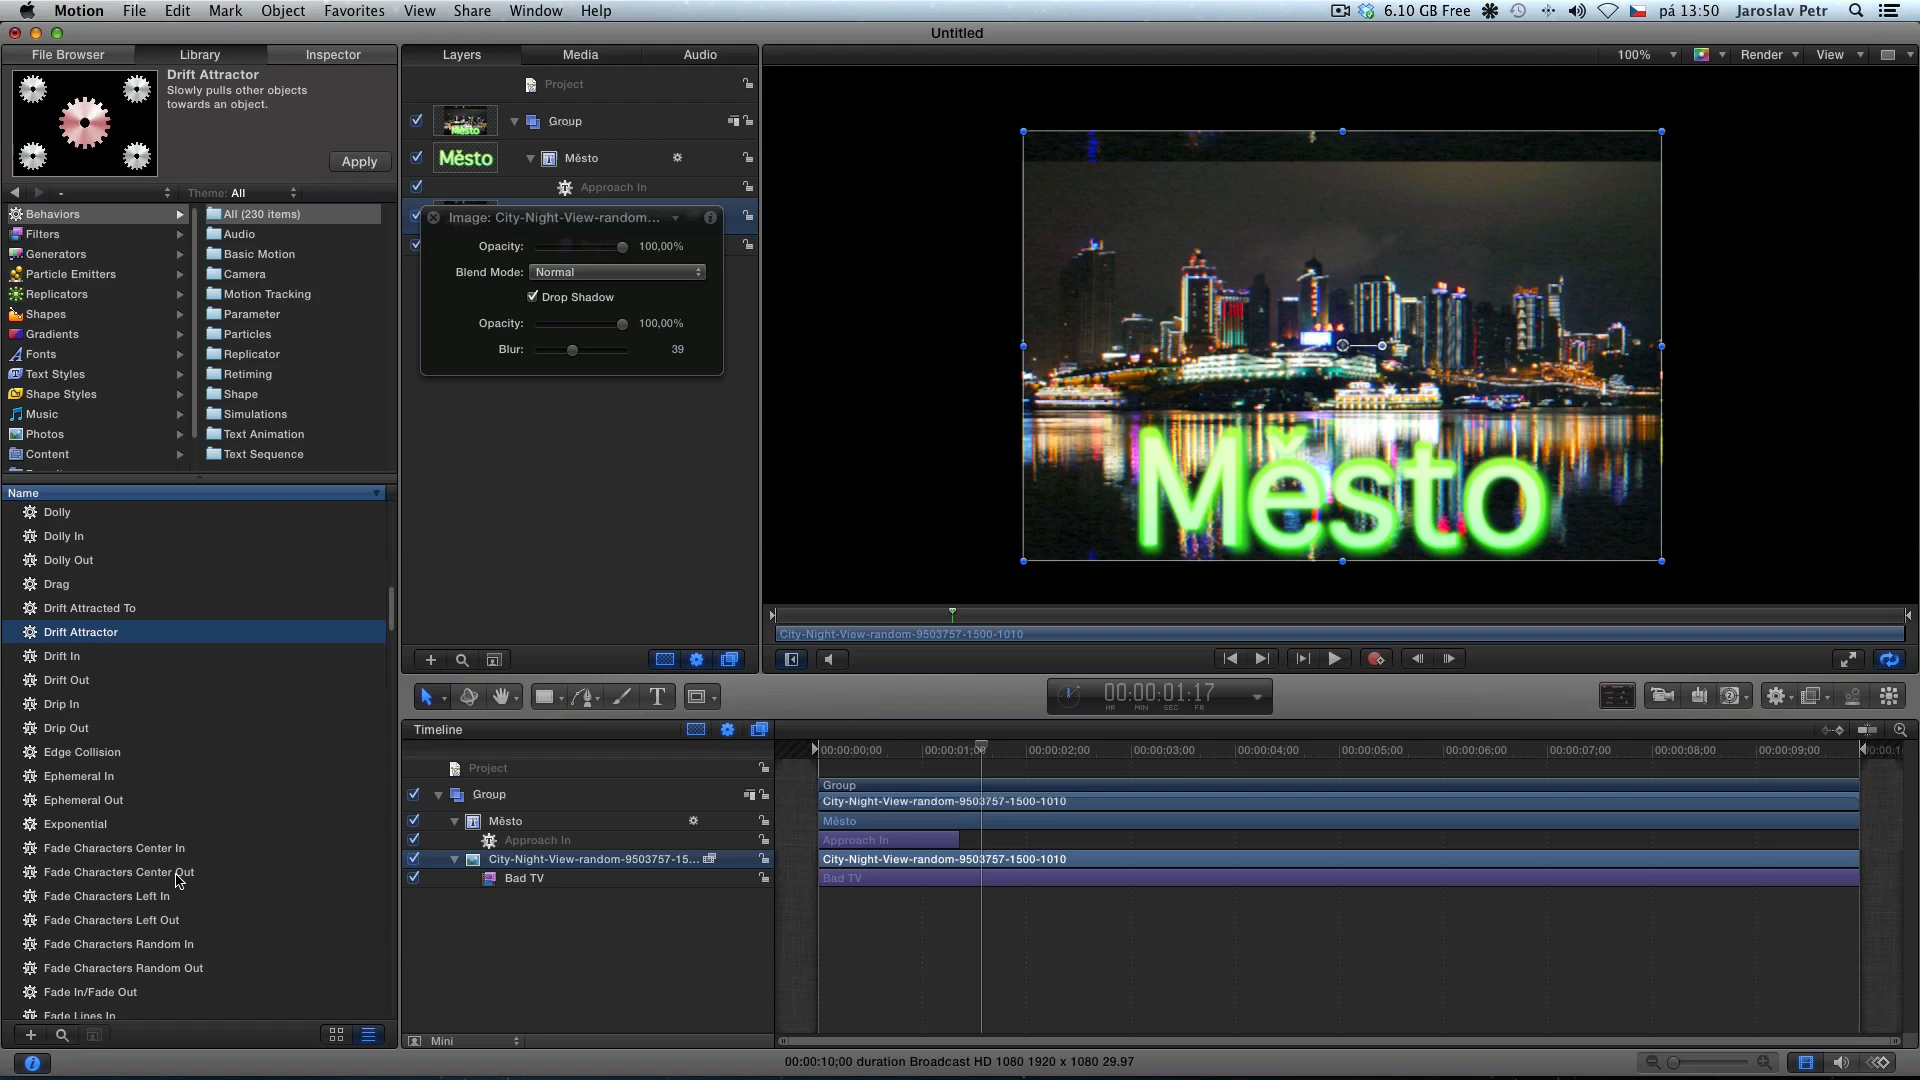 Motion File Edit Mark Object Favorites View Share Window Help 6.10 GB Free pá 13:50 Jaroslav Petr
Untitled
File Browser Library Inspector
Drift Attractor
Slowly pulls other objects
towards an object.
Apply
- Theme: All
Behaviors
Filters
Generators
Particle Emitters
Replicators
Shapes
Gradients
Fonts
Text Styles
Shape Styles
Music
Photos
Content
All (230 items)
Audio
Basic Motion
Camera
Motion Tracking
Parameter
Particles
Replicator
Retiming
Shape
Simulations
Text Animation
Text Sequence
Name
Dolly
Dolly In
Dolly Out
Drag
Drift Attracted To
Drift Attractor
Drift In
Drift Out
Drip In
Drip Out
Edge Collision
Ephemeral In
Ephemeral Out
Exponential
Fade Characters Center In
Fade Characters Center Out
Fade Characters Left In
Fade Characters Left Out
Fade Characters Random In
Fade Characters Random Out
Fade In/Fade Out
Fade Lines In
Layers Media Audio
Project
Město
Group
Město
Město
Approach In
Image: City-Night-View-random...
Opacity: 100,00%
Blend Mode: Normal
Drop Shadow
Opacity: 100,00%
Blur: 39
100% Render View
Město
City-Night-View-random-9503757-1500-1010
T
00:00:01:17
HR MIN SEC FR
Timeline
Project
Group
Město
Approach In
City-Night-View-random-9503757-15...
Bad TV
Mini
00:00:00;00 00:00:01;00 00:00:02;00 00:00:03;00 00:00:04;00 00:00:05;00 00:00:06;00 00:00:07;00 00:00:08;00 00:00:09;00
Group
City-Night-View-random-9503757-1500-1010
Město
Approach In
City-Night-View-random-9503757-1500-1010
Bad TV
00:00:10;00 duration Broadcast HD 1080 1920 x 1080 29.97